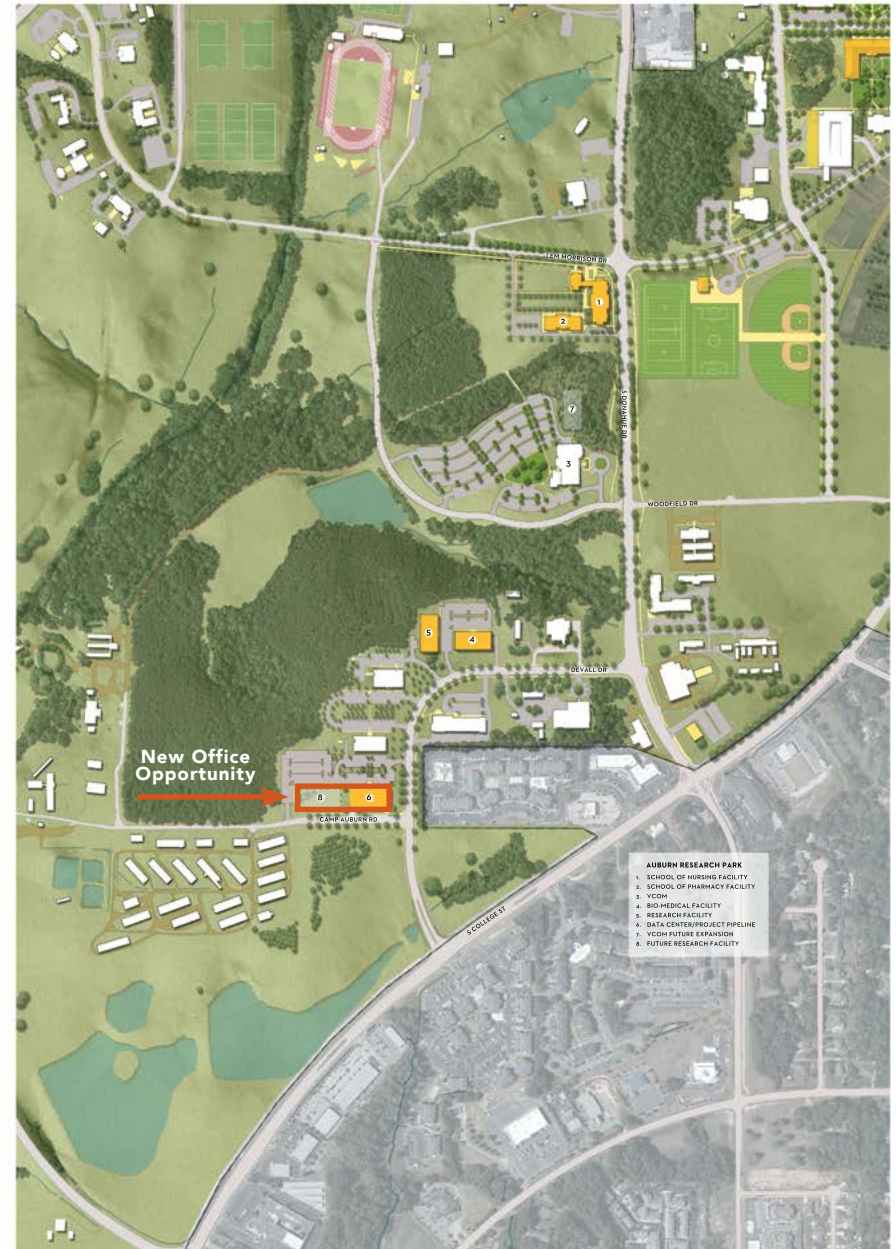 LEM MORRISON DR
1
2
S DONAHUE DR
7
3
WOODFIELD DR
5
4
DEVALL DR
New Office
Opportunity
8
6
CAMP AUBURN RD
S COLLEGE ST
AUBURN RESEARCH PARK
1. SCHOOL OF NURSING FACILITY
2. SCHOOL OF PHARMACY FACILITY
3. VCOM
4. BIO-MEDICAL FACILITY
5. RESEARCH FACILITY
6. DATA CENTER/PROJECT PIPELINE
7. VCOM FUTURE EXPANSION
8. FUTURE RESEARCH FACILITY